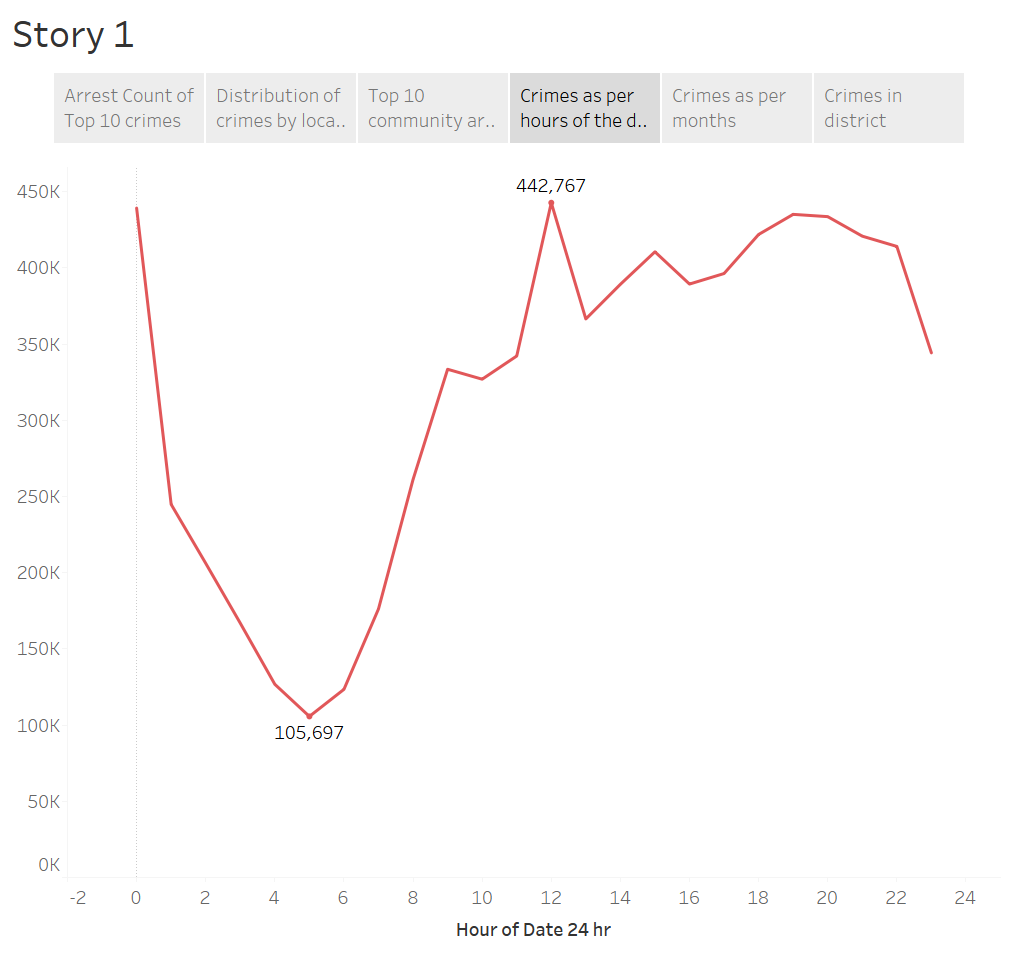 Story 1
Arrest Count of
Top 10 crimes
Distribution of
crimes by loca..
Top 10
community ar..
Crimes as per
hours of the d..
Crimes as per
months
Crimes in
district
450K
400K
350K
300K
250K
200K
150K
100K
50K
0K
442,767
105,697
-2 0 2 4 6 8 10 12 14 16 18 20 22 24
Hour of Date 24 hr